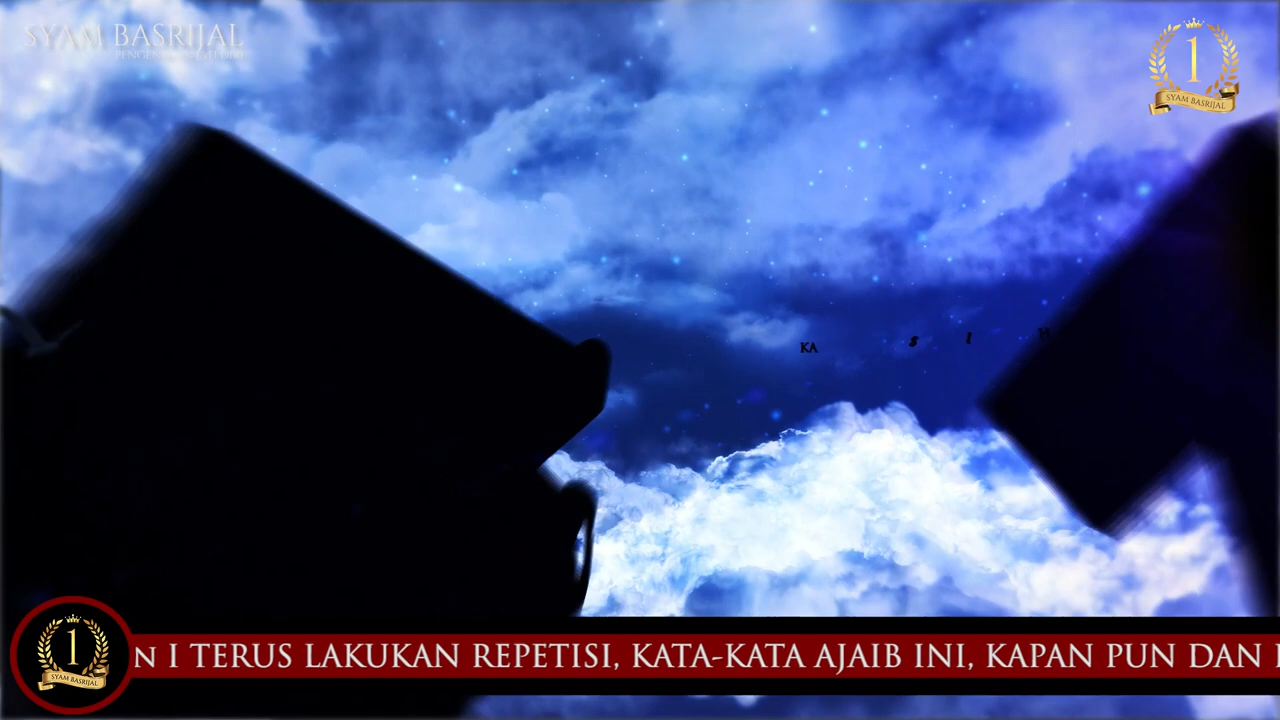 SYAM BASRIJAL
1
SYAM BASRIJAL
KA S I
1
SYAM BASRIJAL
N I TERUS LAKUKAN REPETISI, KATA-KATA AJAIB INI, KAPAN PUN DAN